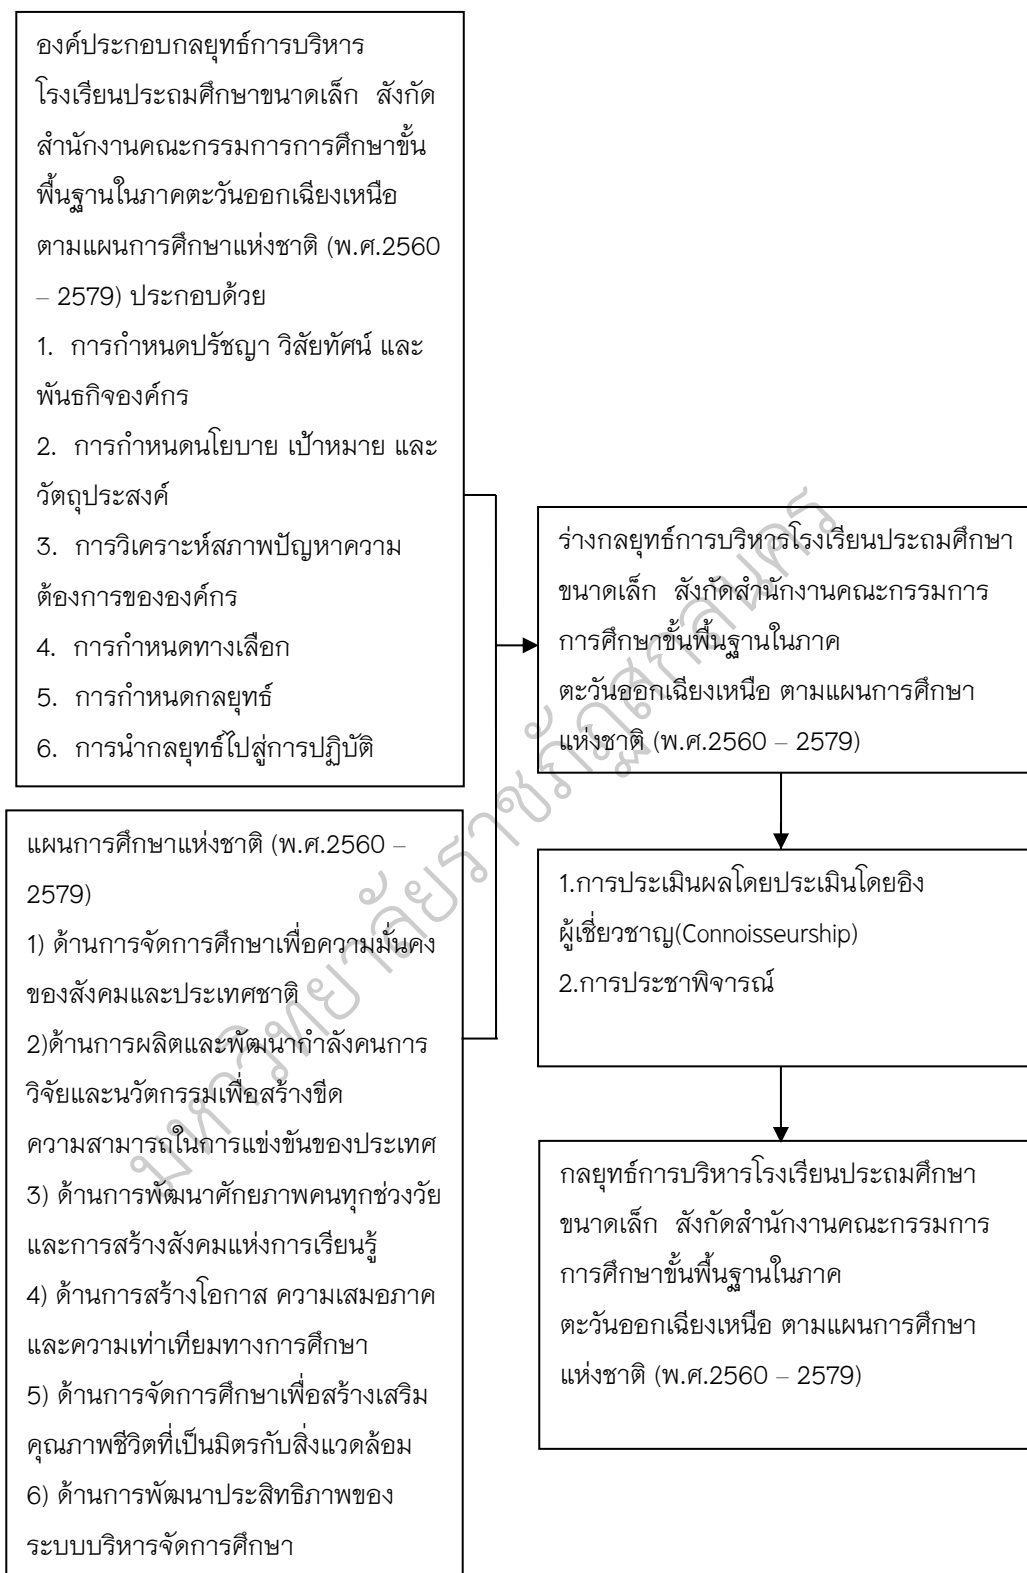 องค์ประกอบกลยุทธ์การบริหาร
โรงเรียนประถมศึกษาขนาดเล็ก สังกัด
สำนักงานคณะกรรมการการศึกษาขั้น
พื้นฐานในภาคตะวันออกเฉียงเหนือ
ตามแผนการศึกษาแห่งชาติ (พ.ศ.2560
– 2579) ประกอบด้วย
1. การกำหนดปรัชญา วิสัยทัศน์ และ
พันธกิจองค์กร
2. การกำหนดนโยบาย เป้าหมาย และ
วัตถุประสงค์
3. การวิเคราะห์สภาพปัญหาความ
ต้องการขององค์กร
4. การกำหนดทางเลือก
5. การกำหนดกลยุทธ์
6. การนำกลยุทธ์ไปสู่การปฏิบัติ
แผนการศึกษาแห่งชาติ (พ.ศ.2560 –
2579)
1) ด้านการจัดการศึกษาเพื่อความมั่นคง
ของสังคมและประเทศชาติ
2)ด้านการผลิตและพัฒนากำลังคนการ
วิจัยและนวัตกรรมเพื่อสร้างขีด
ความสามารถในการแข่งขันของประเทศ
3) ด้านการพัฒนาศักยภาพคนทุกช่วงวัย
และการสร้างสังคมแห่งการเรียนรู้
4) ด้านการสร้างโอกาส ความเสมอภาค
และความเท่าเทียมทางการศึกษา
5) ด้านการจัดการศึกษาเพื่อสร้างเสริม
คุณภาพชีวิตที่เป็นมิตรกับสิ่งแวดล้อม
6) ด้านการพัฒนาประสิทธิภาพของ
ระบบบริหารจัดการศึกษา
ร่างกลยุทธ์การบริหารโรงเรียนประถมศึกษา
ขนาดเล็ก สังกัดสำนักงานคณะกรรมการ
การศึกษาขั้นพื้นฐานในภาค
ตะวันออกเฉียงเหนือ ตามแผนการศึกษา
แห่งชาติ (พ.ศ.2560 – 2579)
1.การประเมินผลโดยประเมินโดยอิง
ผู้เชี่ยวชาญ(Connoisseurship)
2.การประชาพิจารณ์
กลยุทธ์การบริหารโรงเรียนประถมศึกษา
ขนาดเล็ก สังกัดสำนักงานคณะกรรมการ
การศึกษาขั้นพื้นฐานในภาค
ตะวันออกเฉียงเหนือ ตามแผนการศึกษา
แห่งชาติ (พ.ศ.2560 – 2579)
มหาวิทยาลัยราชภัฏสกลนคร